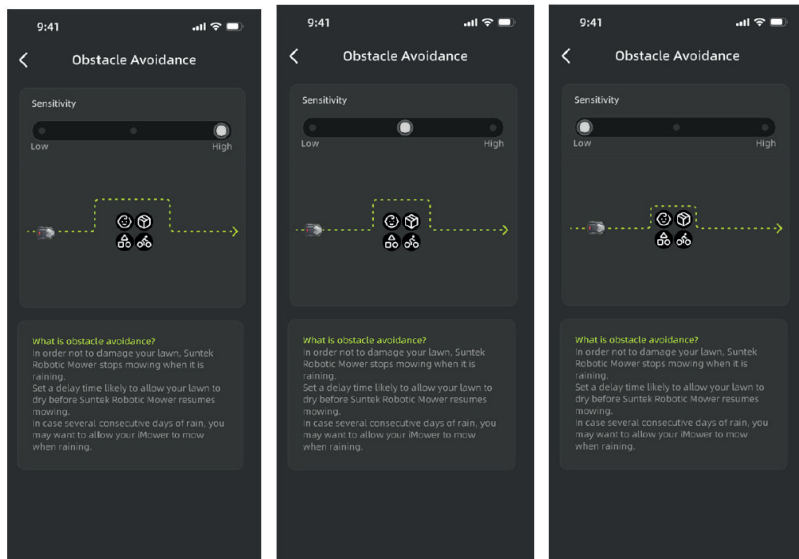 9:41
Obstacle Avoidance
Sensitivity
Low High
What is obstacle avoidance?
In order not to damage your lawn, Suntek
Robotic Mower stops mowing when it is
raining.
Set a delay time likely to allow your lawn to
dry before Suntek Robotic Mower resumes
mowing.
In case several consecutive days of rain, you
may want to allow your iMower to mow
when raining.
9:41
Obstacle Avoidance
Sensitivity
Low High
What is obstacle avoidance?
In order not to damage your lawn, Suntek
Robotic Mower stops mowing when it is
raining.
Set a delay time likely to allow your lawn to
dry before Suntek Robotic Mower resumes
mowing.
In case several consecutive days of rain, you
may want to allow your iMower to mow
when raining.
9:41
Obstacle Avoidance
Sensitivity
Low High
What is obstacle avoidance?
In order not to damage your lawn, Suntek
Robotic Mower stops mowing when it is
raining.
Set a delay time likely to allow your lawn to
dry before Suntek Robotic Mower resumes
mowing.
In case several consecutive days of rain, you
may want to allow your iMower to mow
when raining.